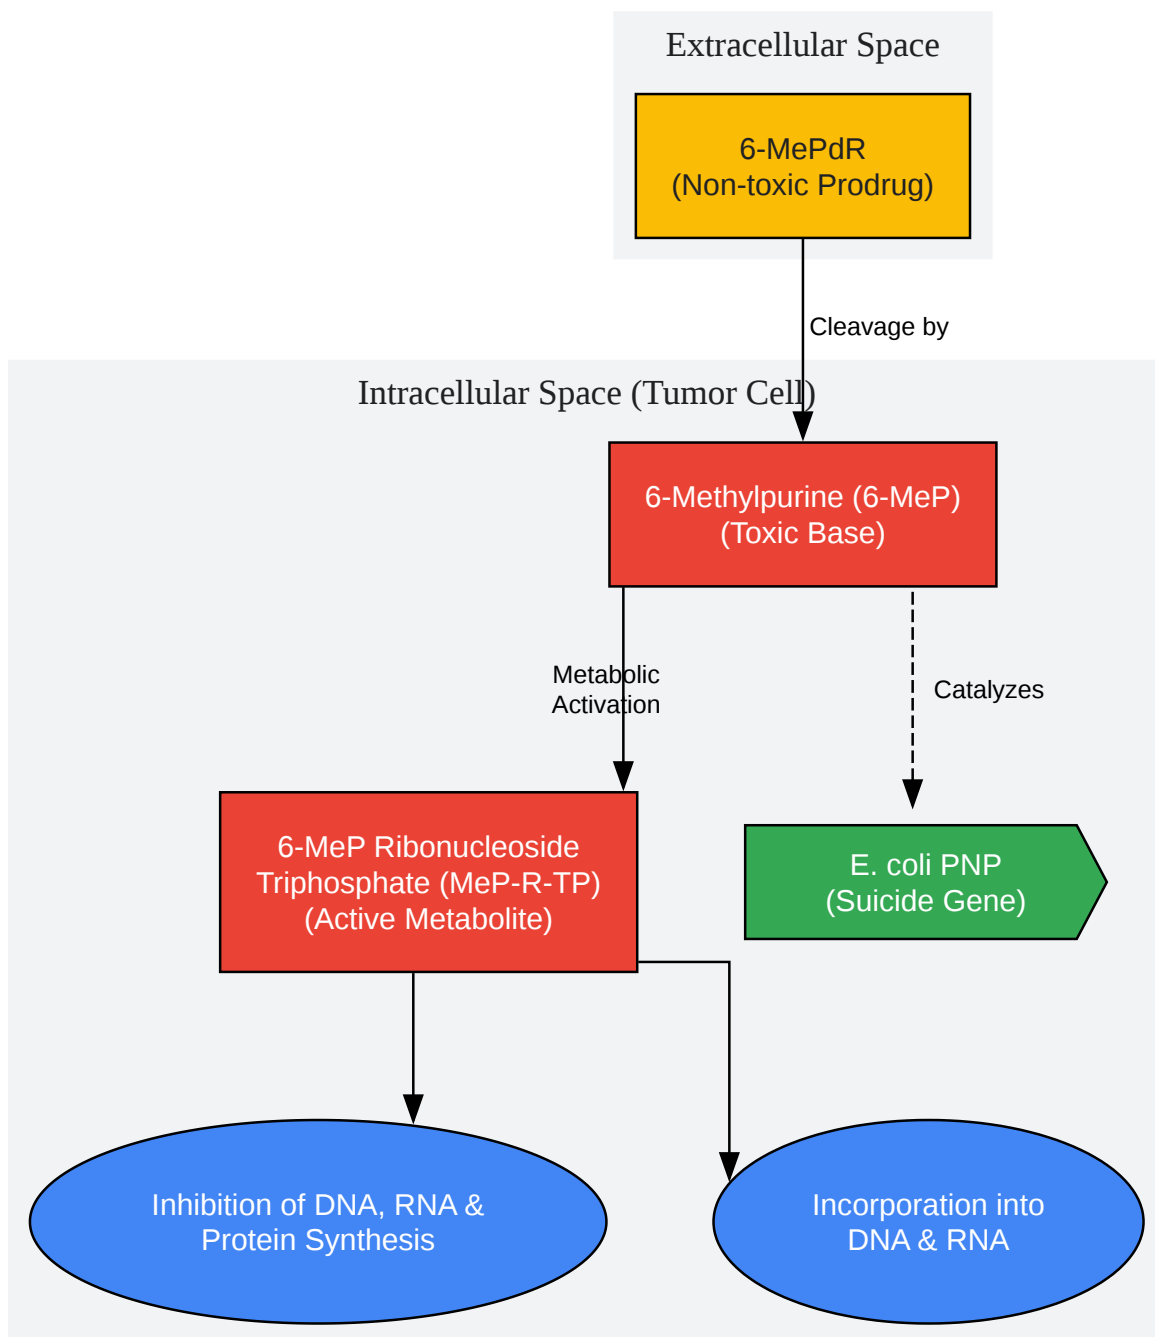 Extracellular Space
6-MePdR
(Non-toxic Prodrug)
Cleavage by
Intracellular Space (Tumor Cell)
6-Methylpurine (6-MeP)
(Toxic Base)
Metabolic
Activation
Catalyzes
6-MeP Ribonucleoside
Triphosphate (MeP-R-TP)
(Active Metabolite)
E. coli PNP
(Suicide Gene)
Inhibition of DNA, RNA &
Protein Synthesis
Incorporation into
DNA & RNA